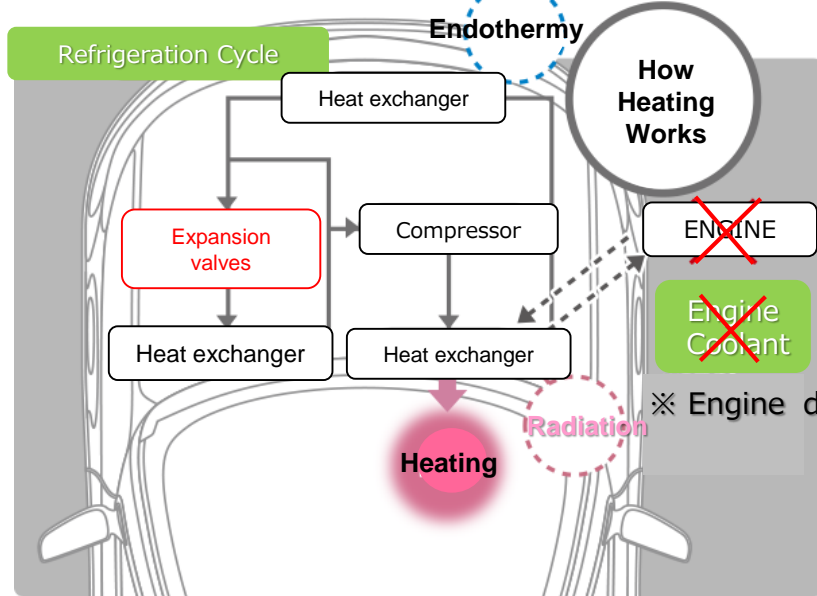 Endothermy
Refrigeration Cycle
How
Heating
Works
Heat exchanger
Expansion
valves
Compressor
ENGINE
Engine
Coolant
Heat exchanger
Heat exchanger
※ Engine d
Radiation
Heating